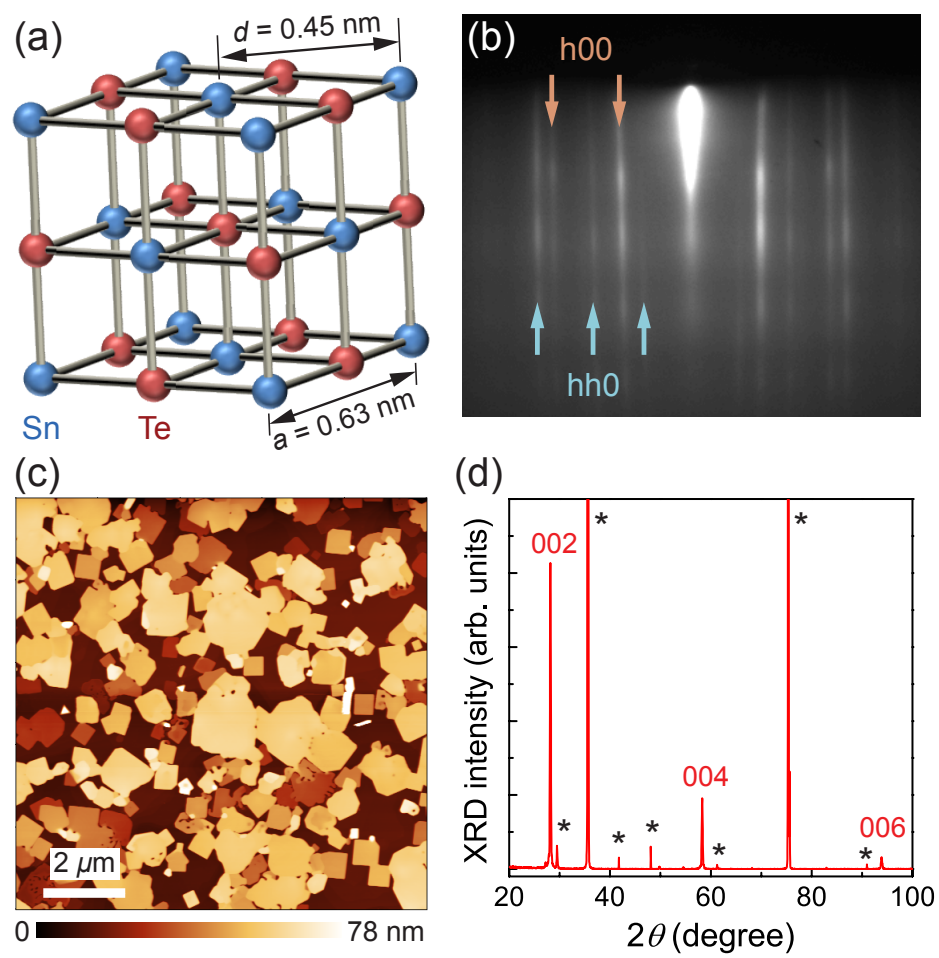 (a)
d = 0.45 nm
Sn
Te
a = 0.63 nm
(b)
h00
hh0
(c)
2 µm
0
78 nm
(d)
XRD intensity (arb. units)
002
*
*
*
*
004
*
*
006
*
20
40
60
80
100
2θ (degree)